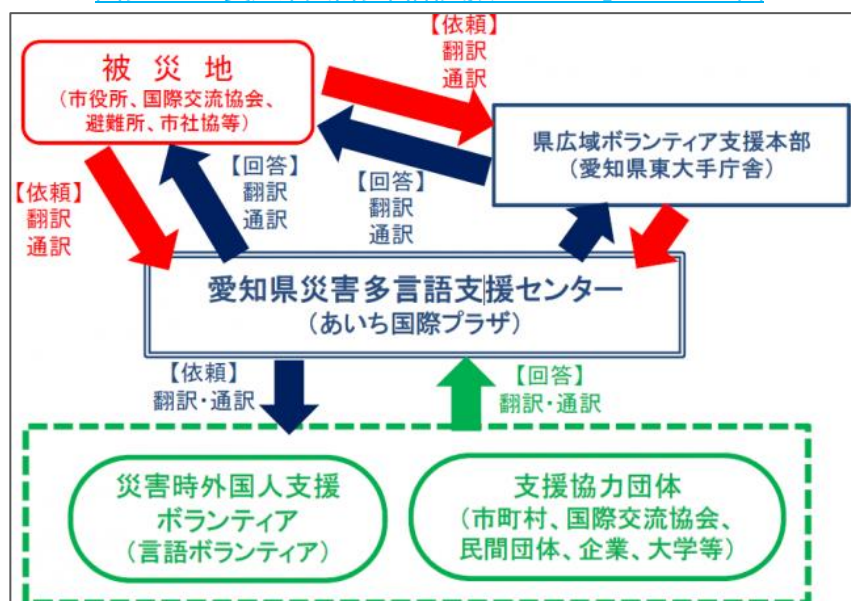 被 災 地
(市役所、国際交流協会、
避難所、市社協等)
【依頼】
翻訳
通訳
県広域ボランティア支援本部
(愛知県東大手庁舎)
【依頼】
翻訳
通訳
【回答】
翻訳
通訳
【回答】
翻訳
通訳
愛知県災害多言語支援センター
(あいち国際プラザ)
【依頼】
翻訳・通訳
【回答】
翻訳・通訳
災害時外国人支援
ボランティア
(言語ボランティア)
支援協力団体
(市町村、国際交流協会、
民間団体、企業、大学等)